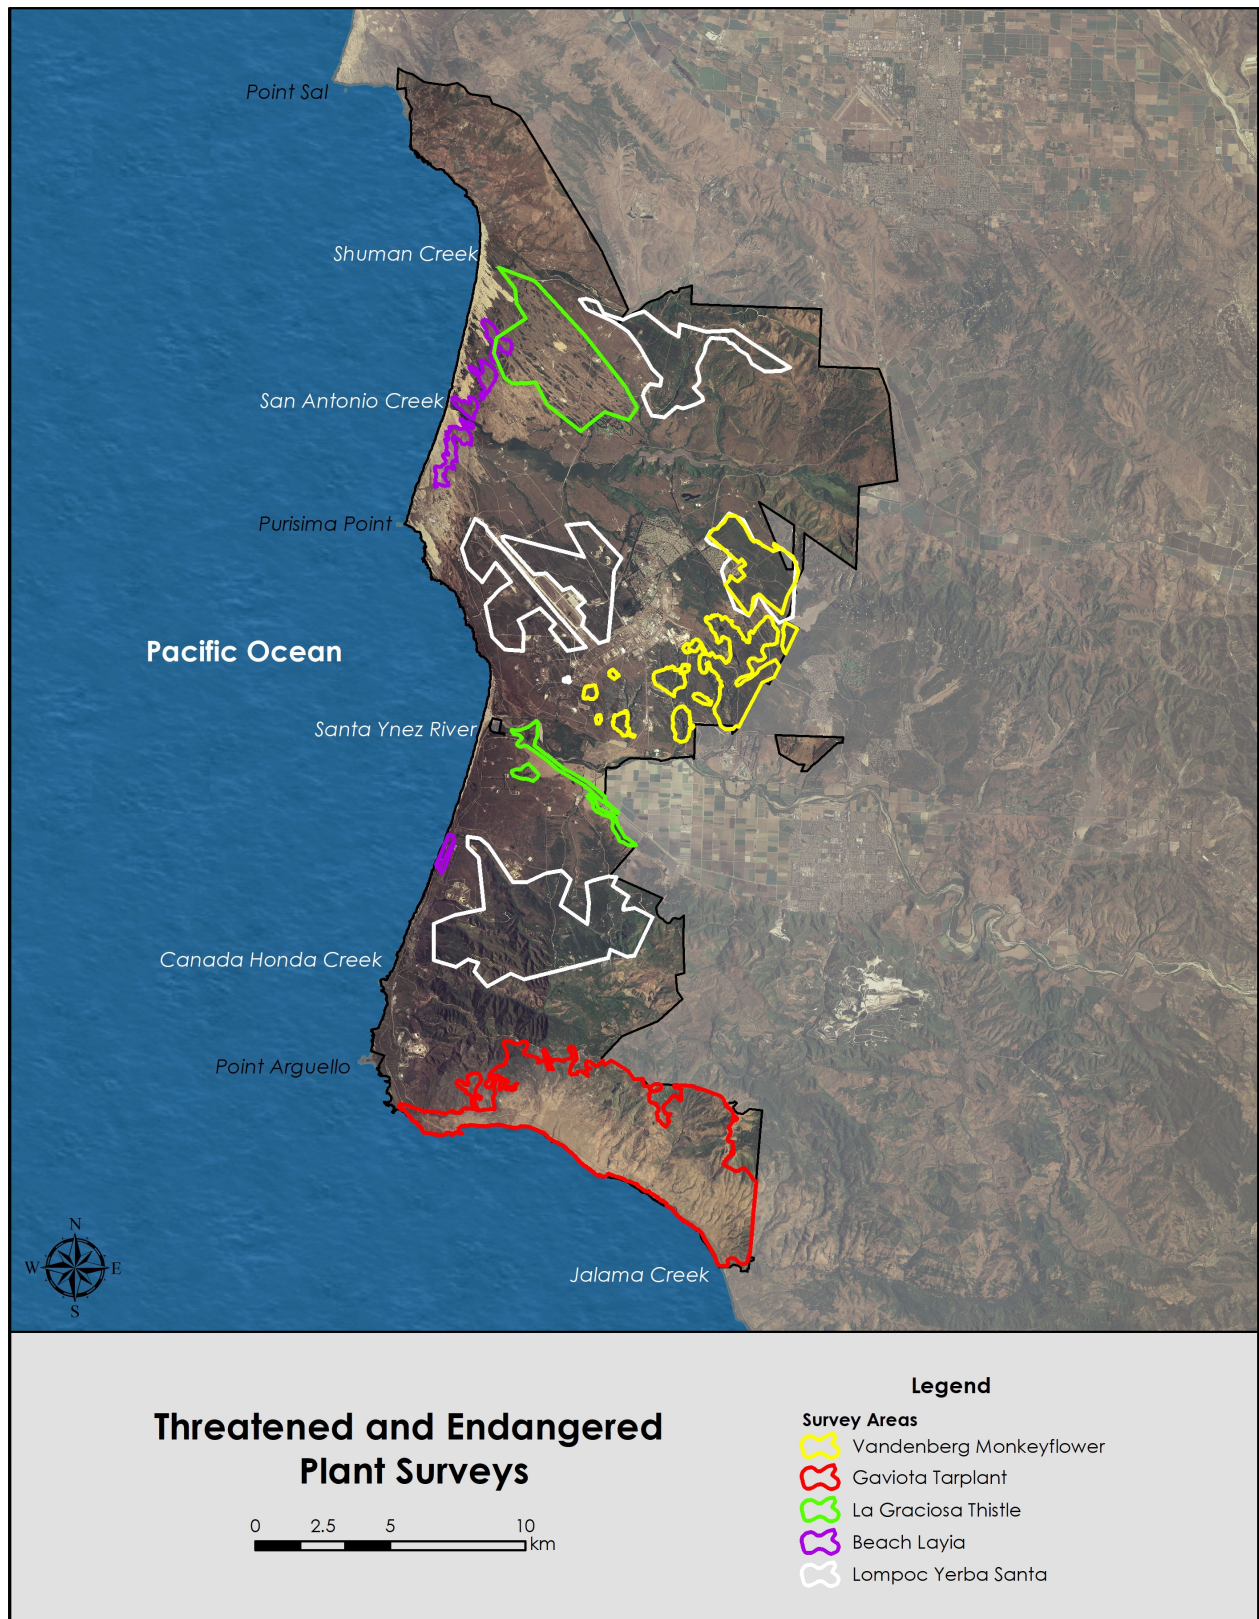 Point Sal
Shuman Creek
San Antonio Creek
Purisima Point
Pacific Ocean
Santa Ynez River
Canada Honda Creek
Point Arguello
N
W E
S
Jalama Creek
Threatened and Endangered
Plant Surveys
0 2.5 5 10
km
Legend
Survey Areas
Vandenberg Monkeyflower
Gaviota Tarplant
La Graciosa Thistle
Beach Layia
Lompoc Yerba Santa